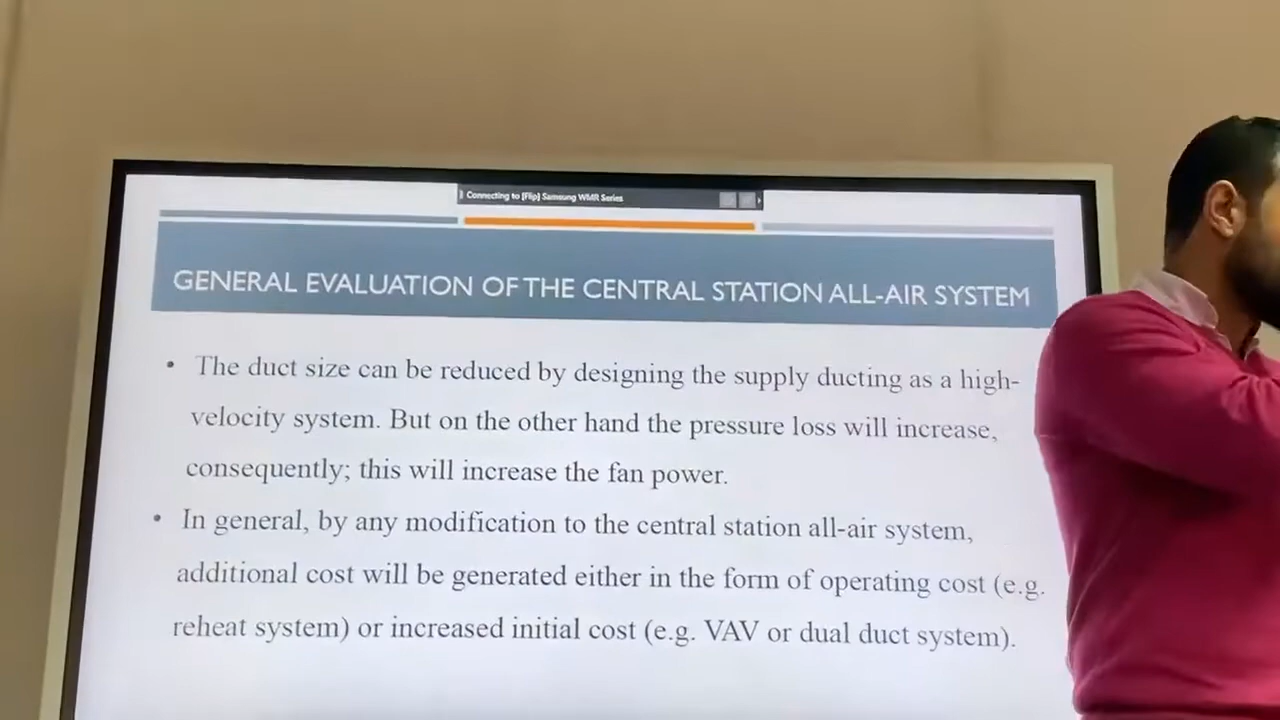 Connecting to [Flip] Samsung WMR Series
GENERAL EVALUATION OF THE CENTRAL STATION ALL-AIR SYSTEM
• The duct size can be reduced by designing the supply ducting as a high-
velocity system. But on the other hand the pressure loss will increase,
consequently; this will increase the fan power.
• In general, by any modification to the central station all-air system,
additional cost will be generated either in the form of operating cost (e.g.
reheat system) or increased initial cost (e.g. VAV or dual duct system).